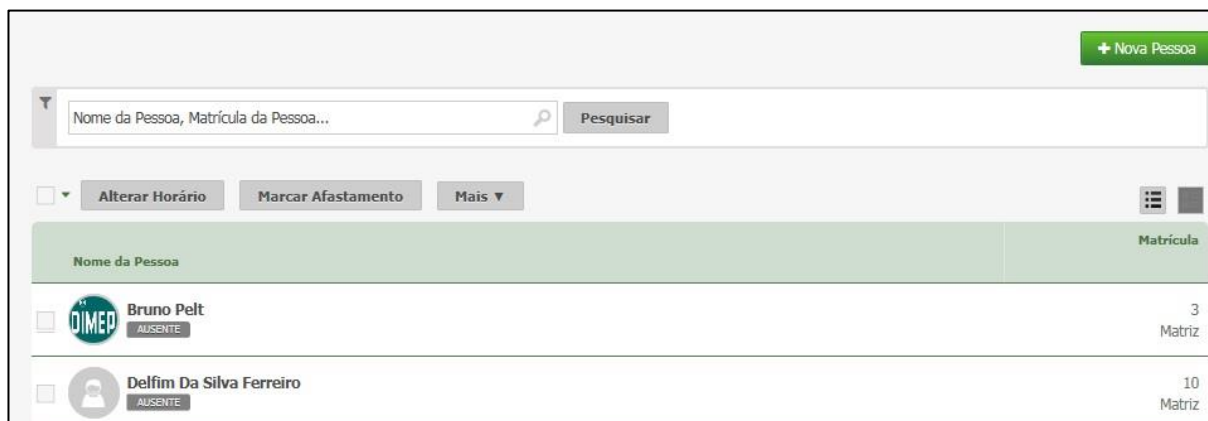 + Nova Pessoa
Nome da Pessoa, Matrícula da Pessoa...
Pesquisar
Alterar Horário Marcar Afastamento Mais ▼
Matrícula
Nome da Pessoa
Bruno Pelt 3
DIMEP AUSENTE Matriz
Delfim Da Silva Ferreiro 10
AUSENTE Matriz